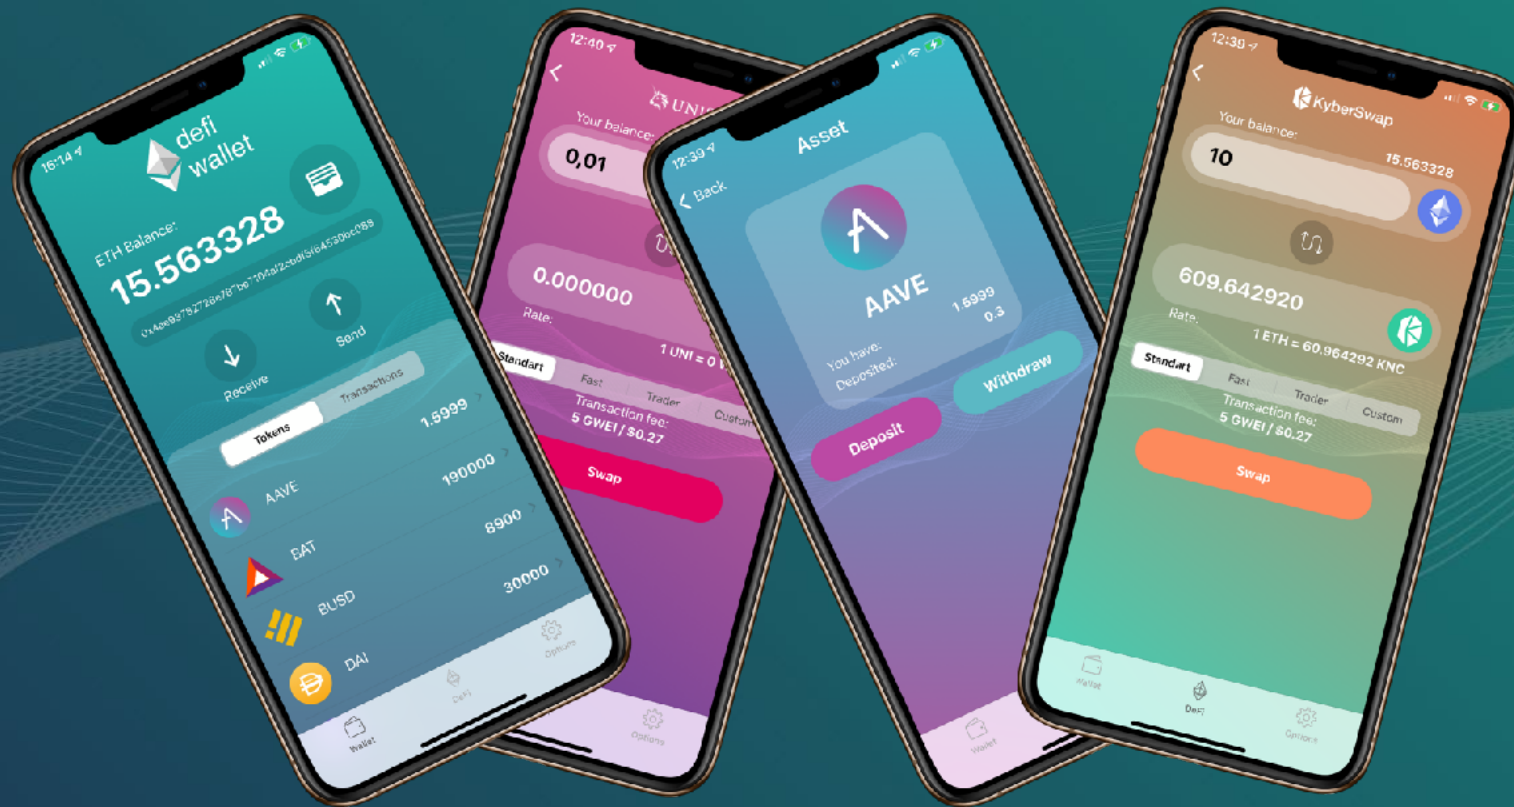 16:14
defi
wallet
ETH Balance:
15.563328
Receive
Send
Tokens
Transactions
AAVE
1.5999
BAT
190000
BUSD
8900
DAI
30000
Wallet
DeFi
Options
12:40
Your balance:
0,01
0.000000
Rate:
1 UNI = 0
Standart
Fast
Trader
Custom
Transaction fee:
5 GWEI / $0.27
Swap
Options
12:39
Back
Asset
AAVE
You have:
1.5999
Deposited:
0.3
Deposit
Withdraw
Wallet
12:39
KyberSwap
Your balance:
15.563328
10
609.642920
Rate:
1 ETH = 60.964292 KNC
Standart
Fast
Trader
Custom
Transaction fee:
5 GWEI / $0.27
Swap
Wallet
DeFi
Options